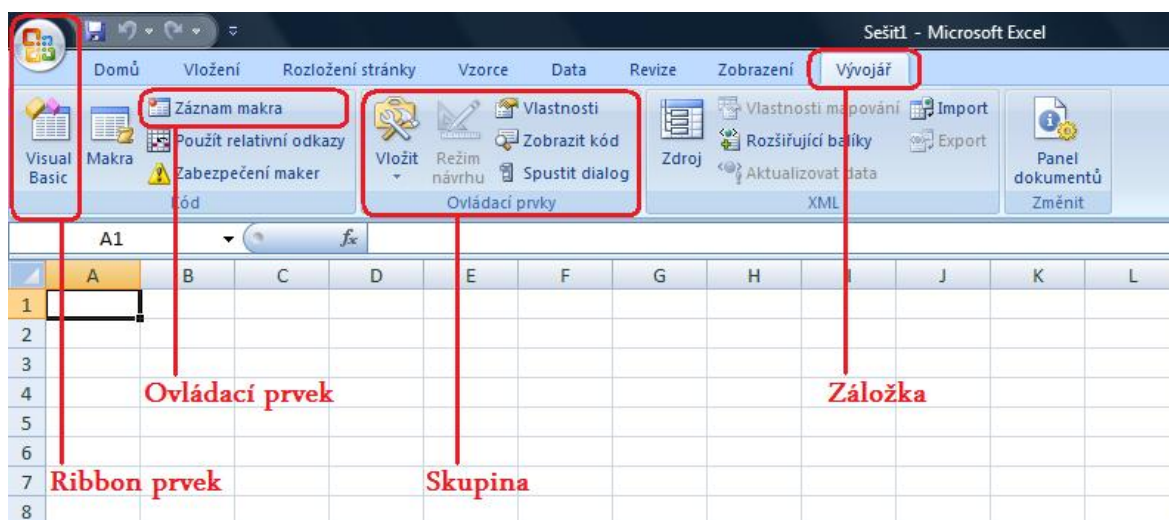 Sešit1 - Microsoft Excel
Domů Vložení Rozložení stránky Vzorce Data Revize Zobrazení Vývojář
Visual Basic
Makra
Záznam makra
Použít relativní odkazy
Zabezpečení maker
Kód
Vložit
Režim návrhu
Vlastnosti
Zobrazit kód
Spustit dialog
Ovládací prvky
Zdroj
Vlastnosti mapování
Rozšiřující balíky
Aktualizovat data
Import
Export
XML
Panel dokumentů
Změnit
A1 fx
A B C D E F G H I J K L
1
2
3
4
Ovládací prvek Záložka
5
6
7
Ribbon prvek Skupina
8